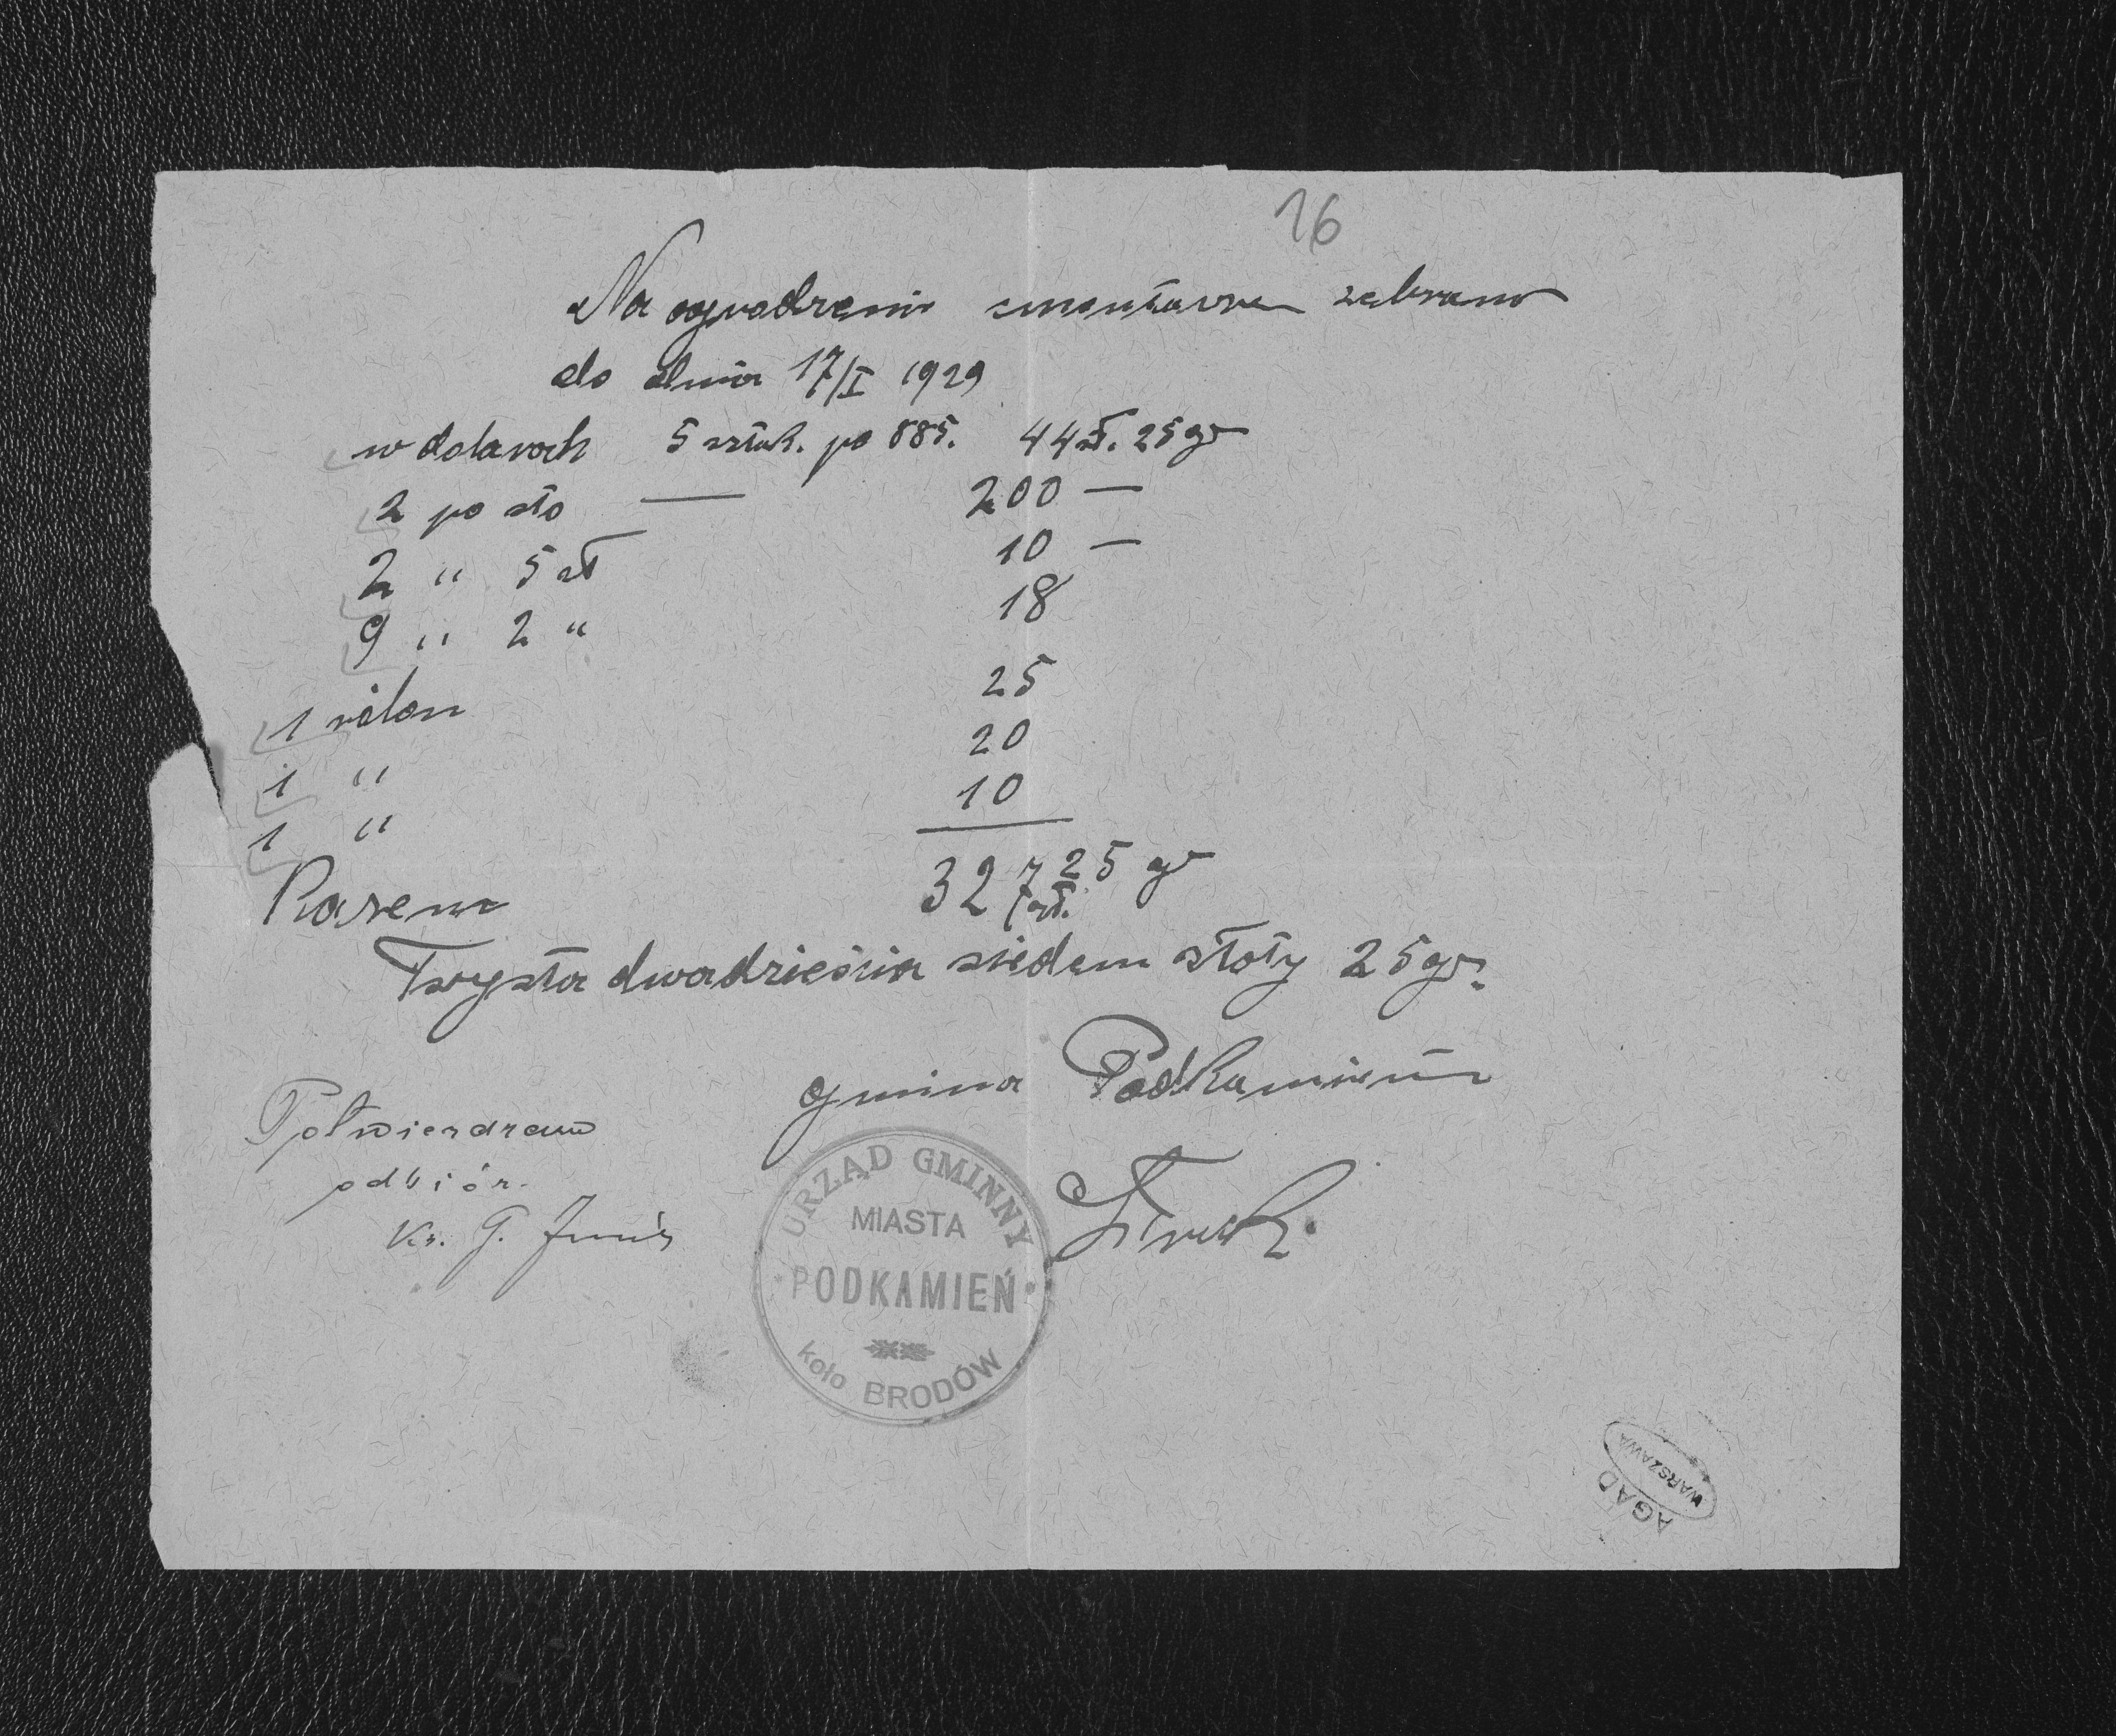 16
Na ogrodzenie cmentarza zebrano
do dnia 17/I 1929
w dolarach 5 sztuk. po 885. 44 zł. 25 gr
2 po sto — 200 —
2 " 5 zł 10 —
9 " 2 " 18
1 rolon 25
1 " 20
1 " 10
Razem 327 zł. 25 gr
Trzysta dwadzieścia siedem złoty 25 gr.
gmina Podkamień
Potwierdzam
odbiór.
Ks. G.
URZĄD GMINNY
MIASTA
PODKAMIEŃ
koło BRODÓW
AGAD
WARSZAWA